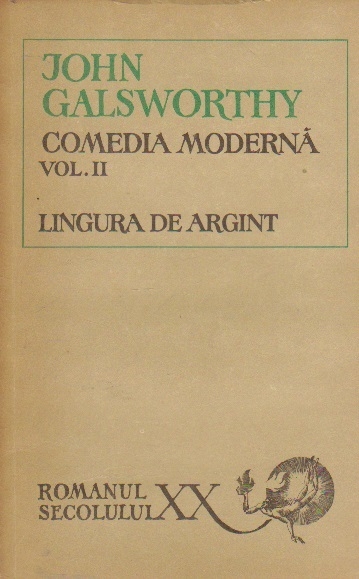 JOHN
GALSWORTHY
COMEDIA MODERNĂ
VOL. II
LINGURA DE ARGINT
ROMANUL
SECOLULUI XX